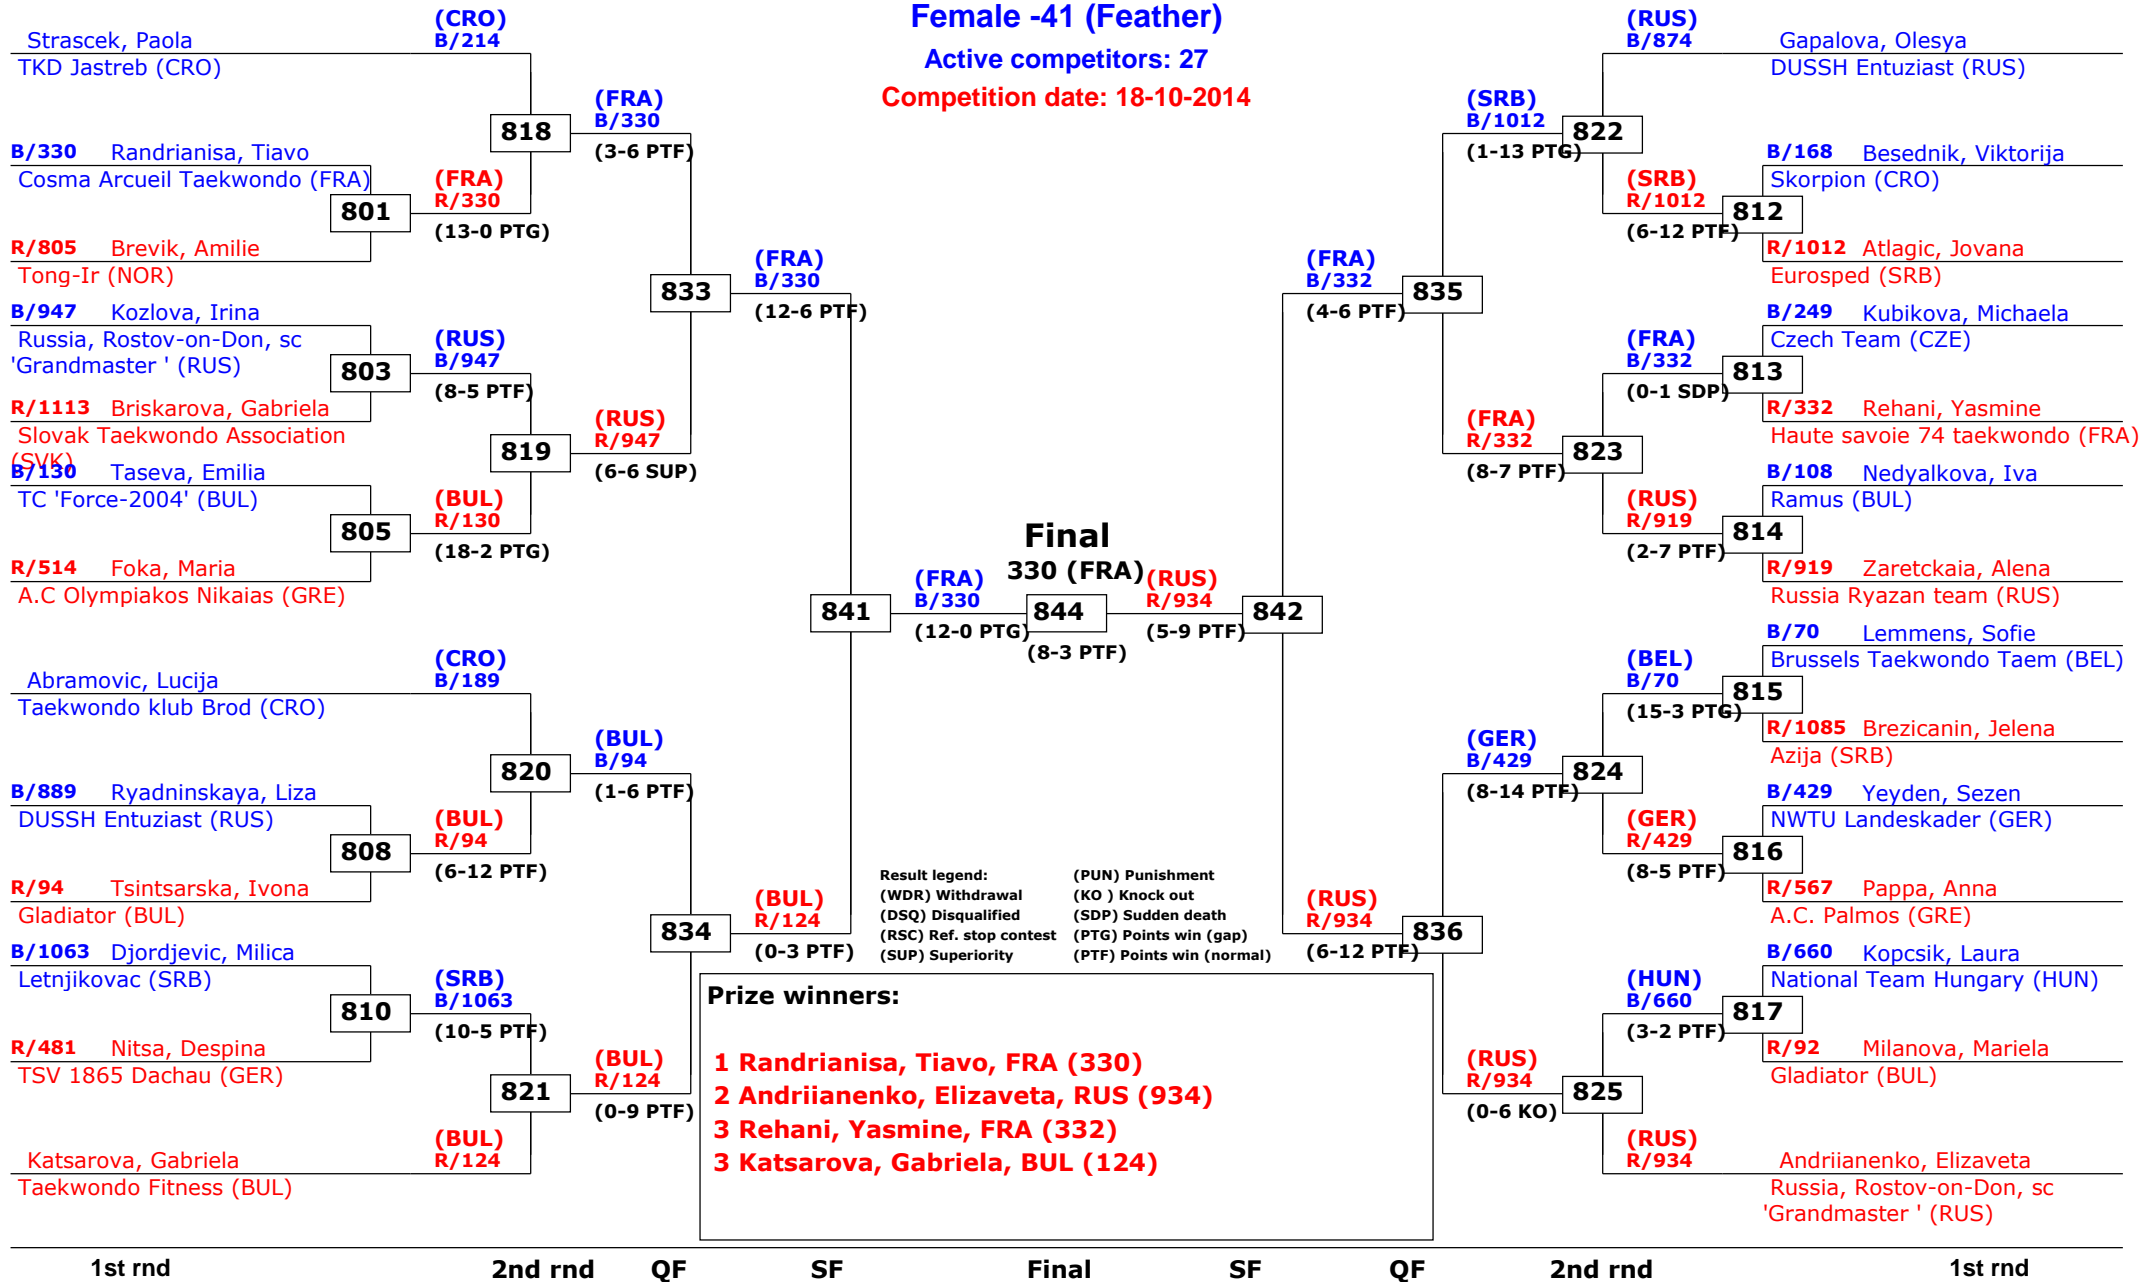 Female -41 (Feather)
Active competitors: 27
Competition date: 18-10-2014
Strascek, Paola
TKD Jastreb (CRO)
(CRO)
B/214
B/330 Randrianisa, Tiavo
Cosma Arcueil Taekwondo (FRA)
801
R/805 Brevik, Amilie
Tong-Ir (NOR)
(FRA)
R/330
(13-0 PTG)
818
(FRA)
B/330
(3-6 PTF)
B/947 Kozlova, Irina
Russia, Rostov-on-Don, sc
'Grandmaster ' (RUS)
803
R/1113 Briskarova, Gabriela
Slovak Taekwondo Association
(SVK)
(RUS)
B/947
(8-5 PTF)
B/130 Taseva, Emilia
TC 'Force-2004' (BUL)
805
R/514 Foka, Maria
A.C Olympiakos Nikaias (GRE)
(BUL)
R/130
(18-2 PTG)
819
(RUS)
R/947
(6-6 SUP)
833
(FRA)
B/330
(12-6 PTF)
Abramovic, Lucija
Taekwondo klub Brod (CRO)
(CRO)
B/189
B/889 Ryadninskaya, Liza
DUSSH Entuziast (RUS)
808
R/94 Tsintsarska, Ivona
Gladiator (BUL)
(BUL)
R/94
(6-12 PTF)
820
(BUL)
B/94
(1-6 PTF)
B/1063 Djordjevic, Milica
Letnjikovac (SRB)
810
R/481 Nitsa, Despina
TSV 1865 Dachau (GER)
(SRB)
B/1063
(10-5 PTF)
821
Katsarova, Gabriela
Taekwondo Fitness (BUL)
(BUL)
R/124
(BUL)
R/124
(0-9 PTF)
834
(BUL)
R/124
(0-3 PTF)
841
(FRA)
B/330
(12-0 PTG)
Final
330 (FRA)
844
(8-3 PTF)
(RUS)
R/934
(5-9 PTF)
842
(FRA)
B/332
(4-6 PTF)
835
(SRB)
B/1012
(1-13 PTG)
822
(RUS)
B/874
Gapalova, Olesya
DUSSH Entuziast (RUS)
(SRB)
R/1012
(6-12 PTF)
812
B/168 Besednik, Viktorija
Skorpion (CRO)
R/1012 Atlagic, Jovana
Eurosped (SRB)
(FRA)
R/332
(8-7 PTF)
823
(FRA)
B/332
(0-1 SDP)
813
B/249 Kubikova, Michaela
Czech Team (CZE)
R/332 Rehani, Yasmine
Haute savoie 74 taekwondo (FRA)
(RUS)
R/919
(2-7 PTF)
814
B/108 Nedyalkova, Iva
Ramus (BUL)
R/919 Zaretckaia, Alena
Russia Ryazan team (RUS)
(RUS)
R/934
(6-12 PTF)
836
(GER)
B/429
(8-14 PTF)
824
(BEL)
B/70
(15-3 PTG)
815
B/70 Lemmens, Sofie
Brussels Taekwondo Taem (BEL)
R/1085 Brezicanin, Jelena
Azija (SRB)
(GER)
R/429
(8-5 PTF)
816
B/429 Yeyden, Sezen
NWTU Landeskader (GER)
R/567 Pappa, Anna
A.C. Palmos (GRE)
(RUS)
R/934
(0-6 KO)
825
(HUN)
B/660
(3-2 PTF)
817
B/660 Kopcsik, Laura
National Team Hungary (HUN)
R/92 Milanova, Mariela
Gladiator (BUL)
(RUS)
R/934
Andriianenko, Elizaveta
Russia, Rostov-on-Don, sc
'Grandmaster ' (RUS)
Result legend: (PUN) Punishment
(WDR) Withdrawal (KO ) Knock out
(DSQ) Disqualified (SDP) Sudden death
(RSC) Ref. stop contest (PTG) Points win (gap)
(SUP) Superiority (PTF) Points win (normal)
Prize winners:
1 Randrianisa, Tiavo, FRA (330)
2 Andriianenko, Elizaveta, RUS (934)
3 Rehani, Yasmine, FRA (332)
3 Katsarova, Gabriela, BUL (124)
1st rnd 2nd rnd QF SF Final SF QF 2nd rnd 1st rnd